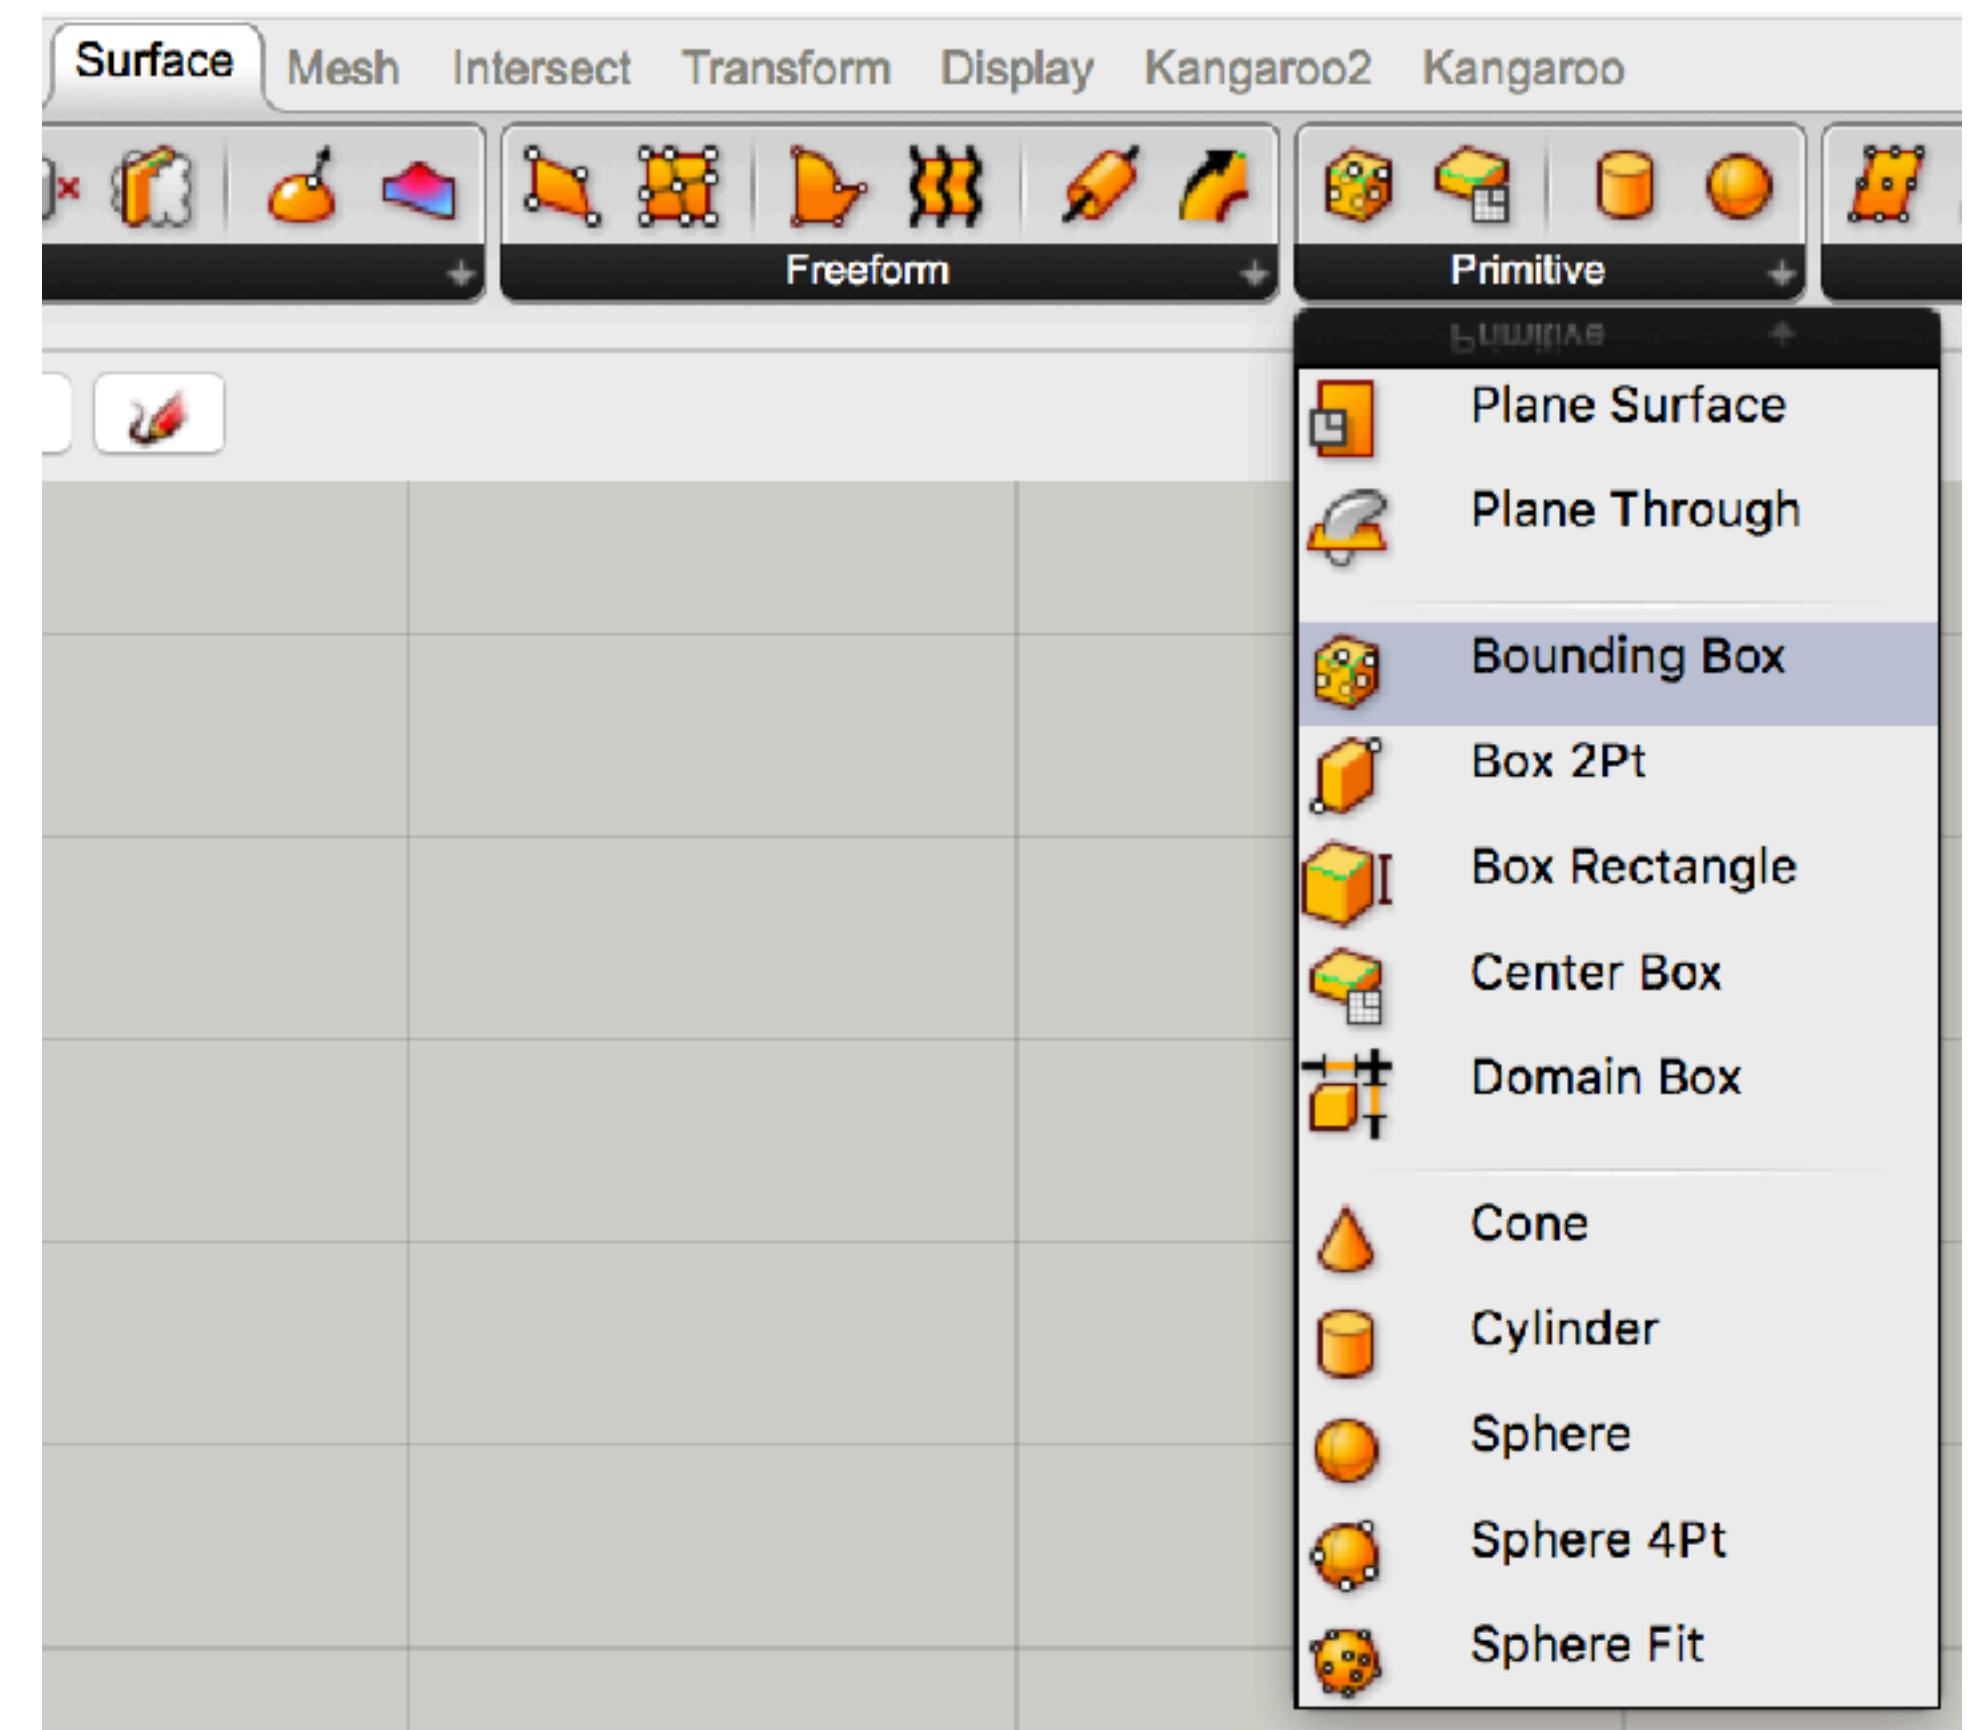 Surface Mesh Intersect Transform Display Kangaroo2 Kangaroo
Freeform Primitive
Primitive
Plane Surface
Plane Through
Bounding Box
Box 2Pt
Box Rectangle
Center Box
Domain Box
Cone
Cylinder
Sphere
Sphere 4Pt
Sphere Fit